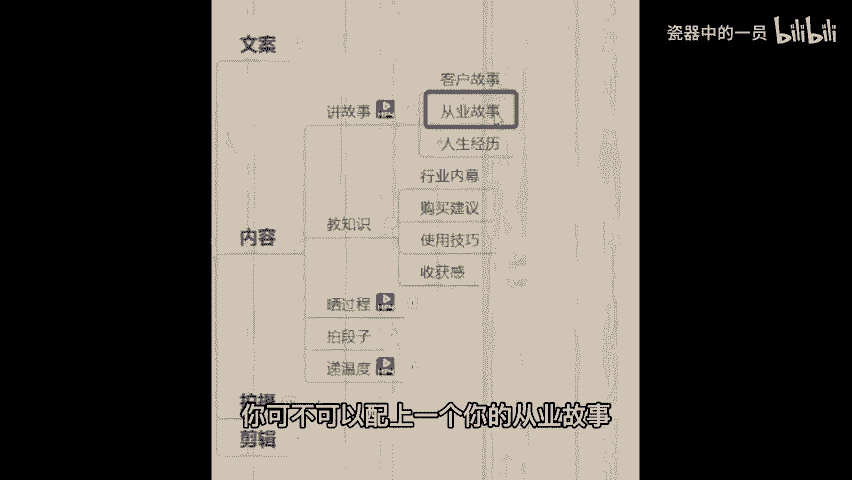 瓷器中的一员 bilibili
文案
客户故事
讲故事
从业故事
人生经历
行业内幕
购买建议
教知识
内容
使用技巧
收获感
晒过程
拍段子
递温度
拍摄
你可不可以配上一个你的从业故事
剪辑